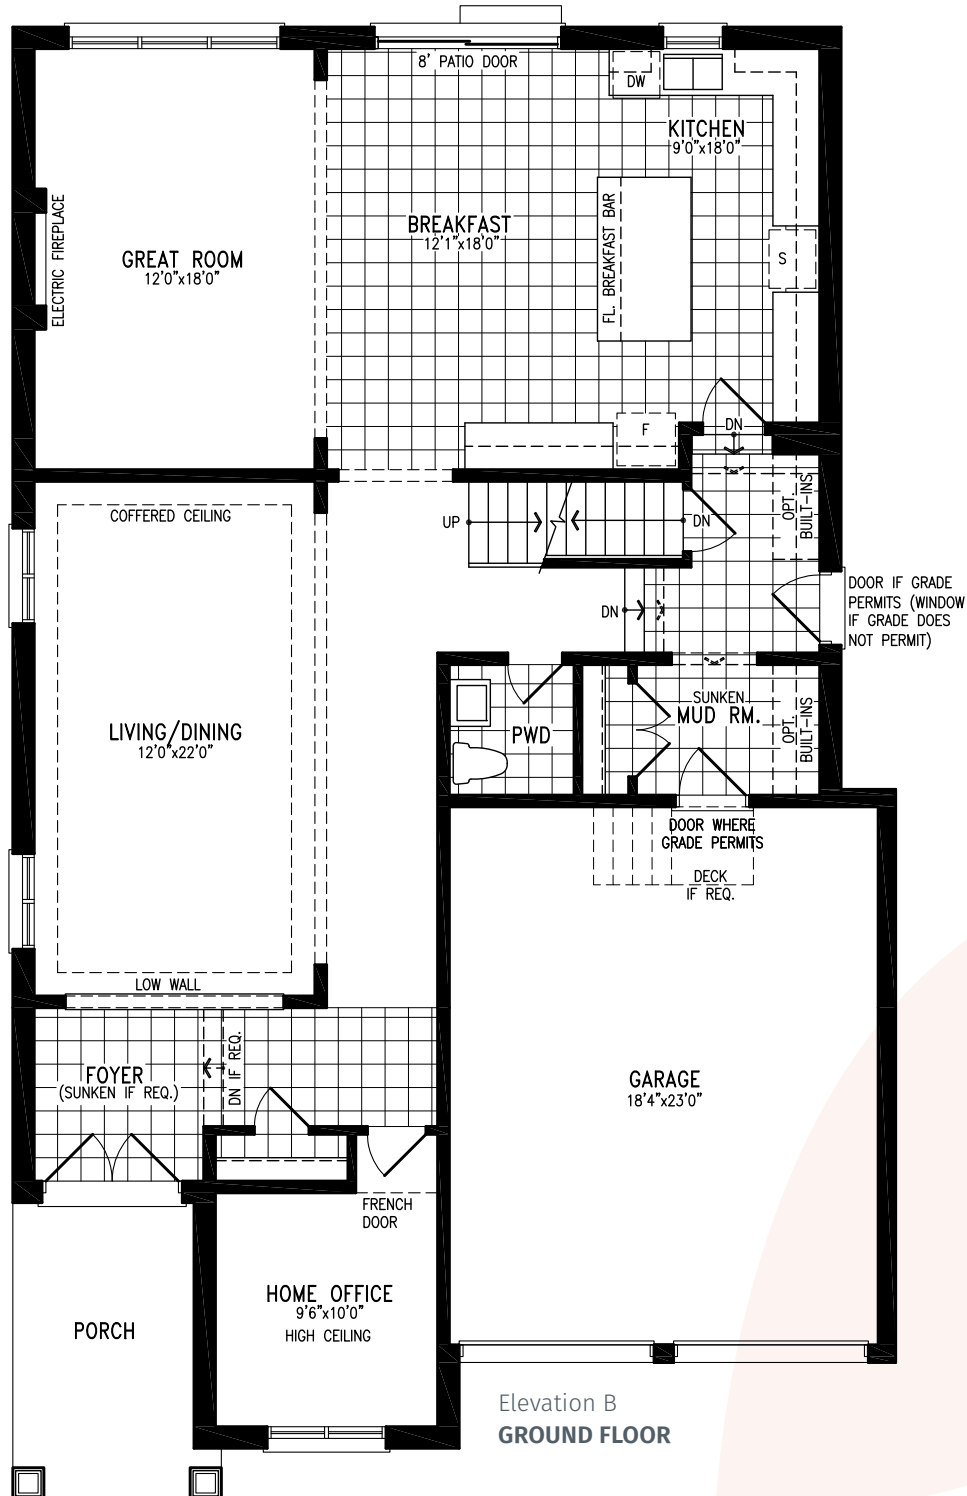 8' PATIO DOOR
DW
KITCHEN
9'0"x18'0"
ELECTRIC FIREPLACE
GREAT ROOM
12'0"x18'0"
BREAKFAST
12'1"x18'0"
FL. BREAKFAST BAR
S
F
DN
COFFERED CEILING
UP
DN
OPT.
BUILT-INS
DN
DOOR IF GRADE
PERMITS (WINDOW
IF GRADE DOES
NOT PERMIT)
LIVING/DINING
12'0"x22'0"
PWD
SUNKEN
MUD RM.
OPT.
BUILT-INS
DOOR WHERE
GRADE PERMITS
DECK
IF REQ.
LOW WALL
FOYER
(SUNKEN IF REQ.)
DN IF REQ.
GARAGE
18'4"x23'0"
FRENCH
DOOR
HOME OFFICE
9'6"x10'0"
HIGH CEILING
PORCH
Elevation B
GROUND FLOOR